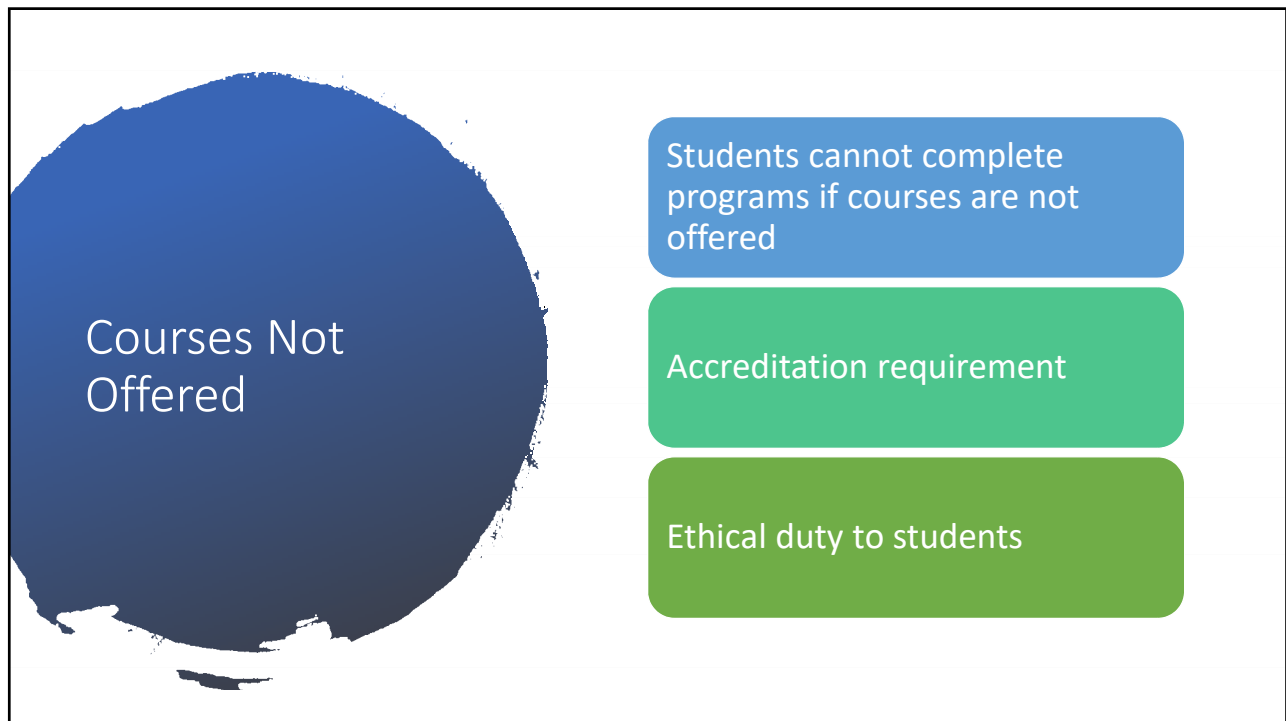 Courses Not
Offered
Students cannot complete
programs if courses are not
offered
Accreditation requirement
Ethical duty to students